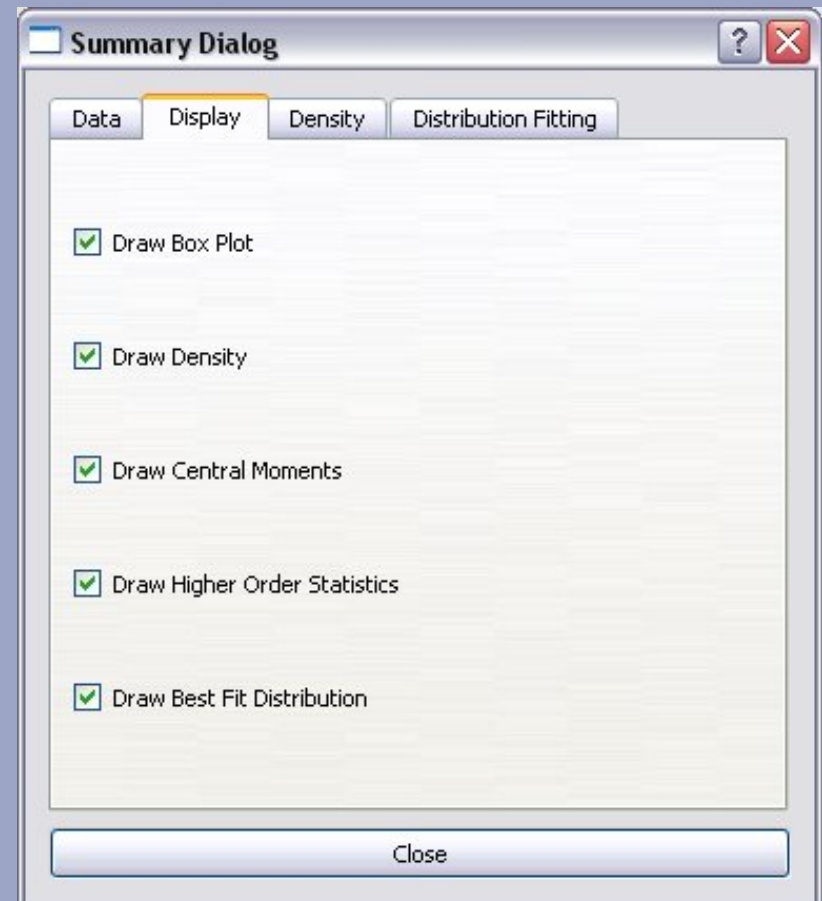 Summary Dialog
?
Data Display Density Distribution Fitting
Draw Box Plot
Draw Density
Draw Central Moments
Draw Higher Order Statistics
Draw Best Fit Distribution
Close